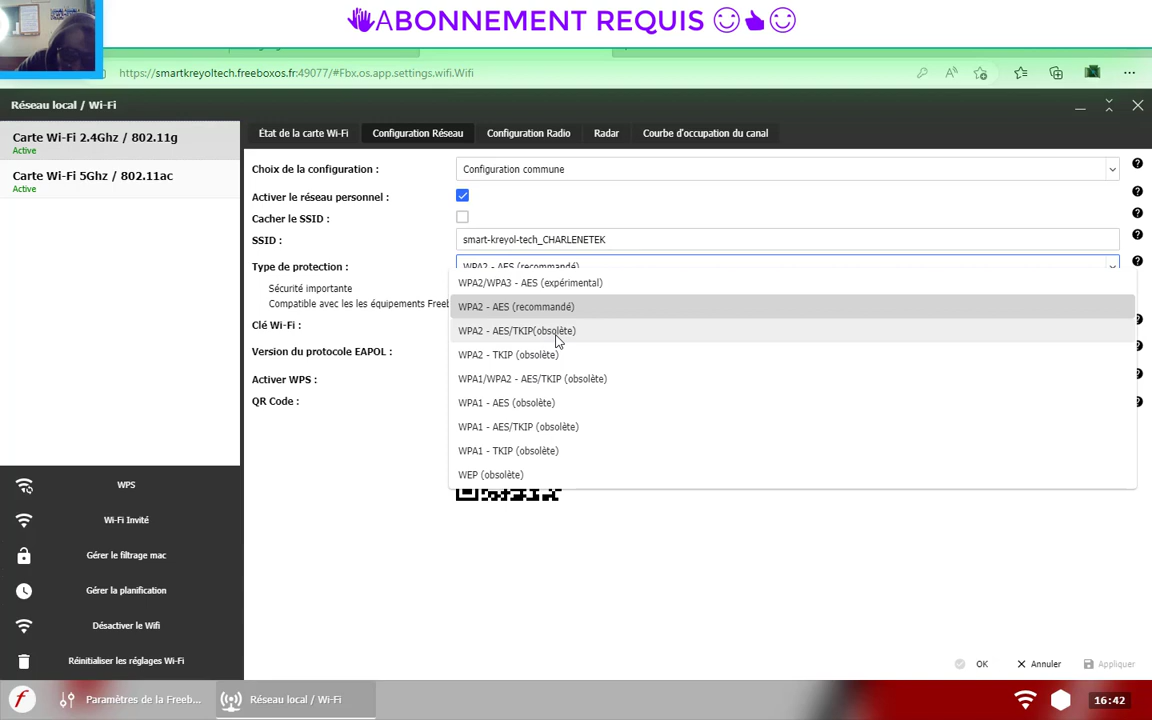 👋ABONNEMENT REQUIS 😊👍😊
https://smartkreyoltech.freeboxos.fr:49077/#Fbx.os.app.settings.wifi.Wifi
Réseau local / Wi-Fi
Carte Wi-Fi 2.4Ghz / 802.11g
Active
Carte Wi-Fi 5Ghz / 802.11ac
Active
État de la carte Wi-Fi
Configuration Réseau
Configuration Radio
Radar
Courbe d'occupation du canal
Choix de la configuration :
Configuration commune
Activer le réseau personnel :
Cacher le SSID :
SSID :
smart-kreyol-tech_CHARLENETEK
Type de protection :
WPA2 - AES (recommandé)
Sécurité importante
Compatible avec les les équipements Freeb
Clé Wi-Fi :
Version du protocole EAPOL :
Activer WPS :
QR Code :
WPA2/WPA3 - AES (expérimental)
WPA2 - AES (recommandé)
WPA2 - AES/TKIP(obsolète)
WPA2 - TKIP (obsolète)
WPA1/WPA2 - AES/TKIP (obsolète)
WPA1 - AES (obsolète)
WPA1 - AES/TKIP (obsolète)
WPA1 - TKIP (obsolète)
WEP (obsolète)
WPS
Wi-Fi Invité
Gérer le filtrage mac
Gérer la planification
Désactiver le Wifi
Réinitialiser les réglages Wi-Fi
OK
Annuler
Appliquer
Paramètres de la Freeb...
Réseau local / Wi-Fi
16:42